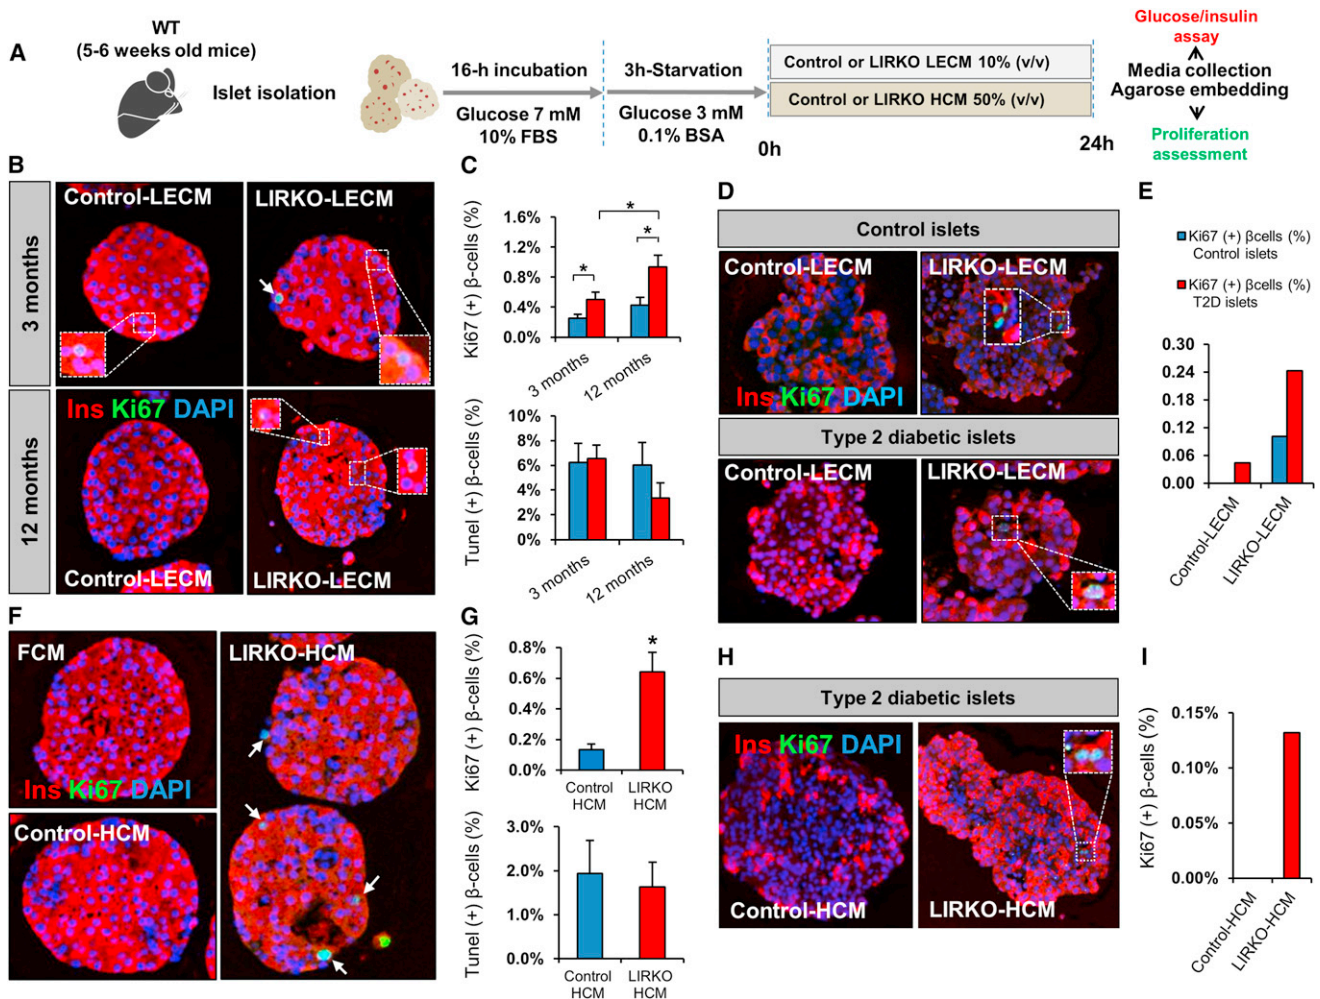 A
WT
(5-6 weeks old mice)
Islet isolation
16-h incubation
Glucose 7 mM
10% FBS
3h-Starvation
Glucose 3 mM
0.1% BSA
Control or LIRKO LECM 10% (v/v)
Control or LIRKO HCM 50% (v/v)
0h
24h
Glucose/insulin
assay
Media collection
Agarose embedding
Proliferation
assessment
B
3 months
12 months
Control-LECM
LIRKO-LECM
Ins Ki67 DAPI
Control-LECM
LIRKO-LECM
C
Ki67 (+) β-cells (%)
1.6%
1.2%
0.8%
0.4%
0.0%
*
*
*
3 months
12 months
Tunel (+) β-cells (%)
10%
8%
6%
4%
2%
0%
3 months
12 months
D
Control islets
Control-LECM
LIRKO-LECM
Ins Ki67 DAPI
Type 2 diabetic islets
Control-LECM
LIRKO-LECM
E
Ki67 (+) βcells (%)
Control islets
Ki67 (+) βcells (%)
T2D islets
0.30
0.24
0.18
0.12
0.06
0.00
Control-LECM
LIRKO-LECM
F
FCM
LIRKO-HCM
Ins Ki67 DAPI
Control-HCM
G
Ki67 (+) β-cells (%)
0.8%
0.6%
0.4%
0.2%
0.0%
*
Control
HCM
LIRKO
HCM
Tunel (+) β-cells (%)
3.0%
2.0%
1.0%
0.0%
Control
HCM
LIRKO
HCM
H
Type 2 diabetic islets
Ins Ki67 DAPI
Control-HCM
LIRKO-HCM
I
Ki67 (+) β-cells (%)
0.15%
0.10%
0.05%
0.00%
Control-HCM
LIRKO-HCM